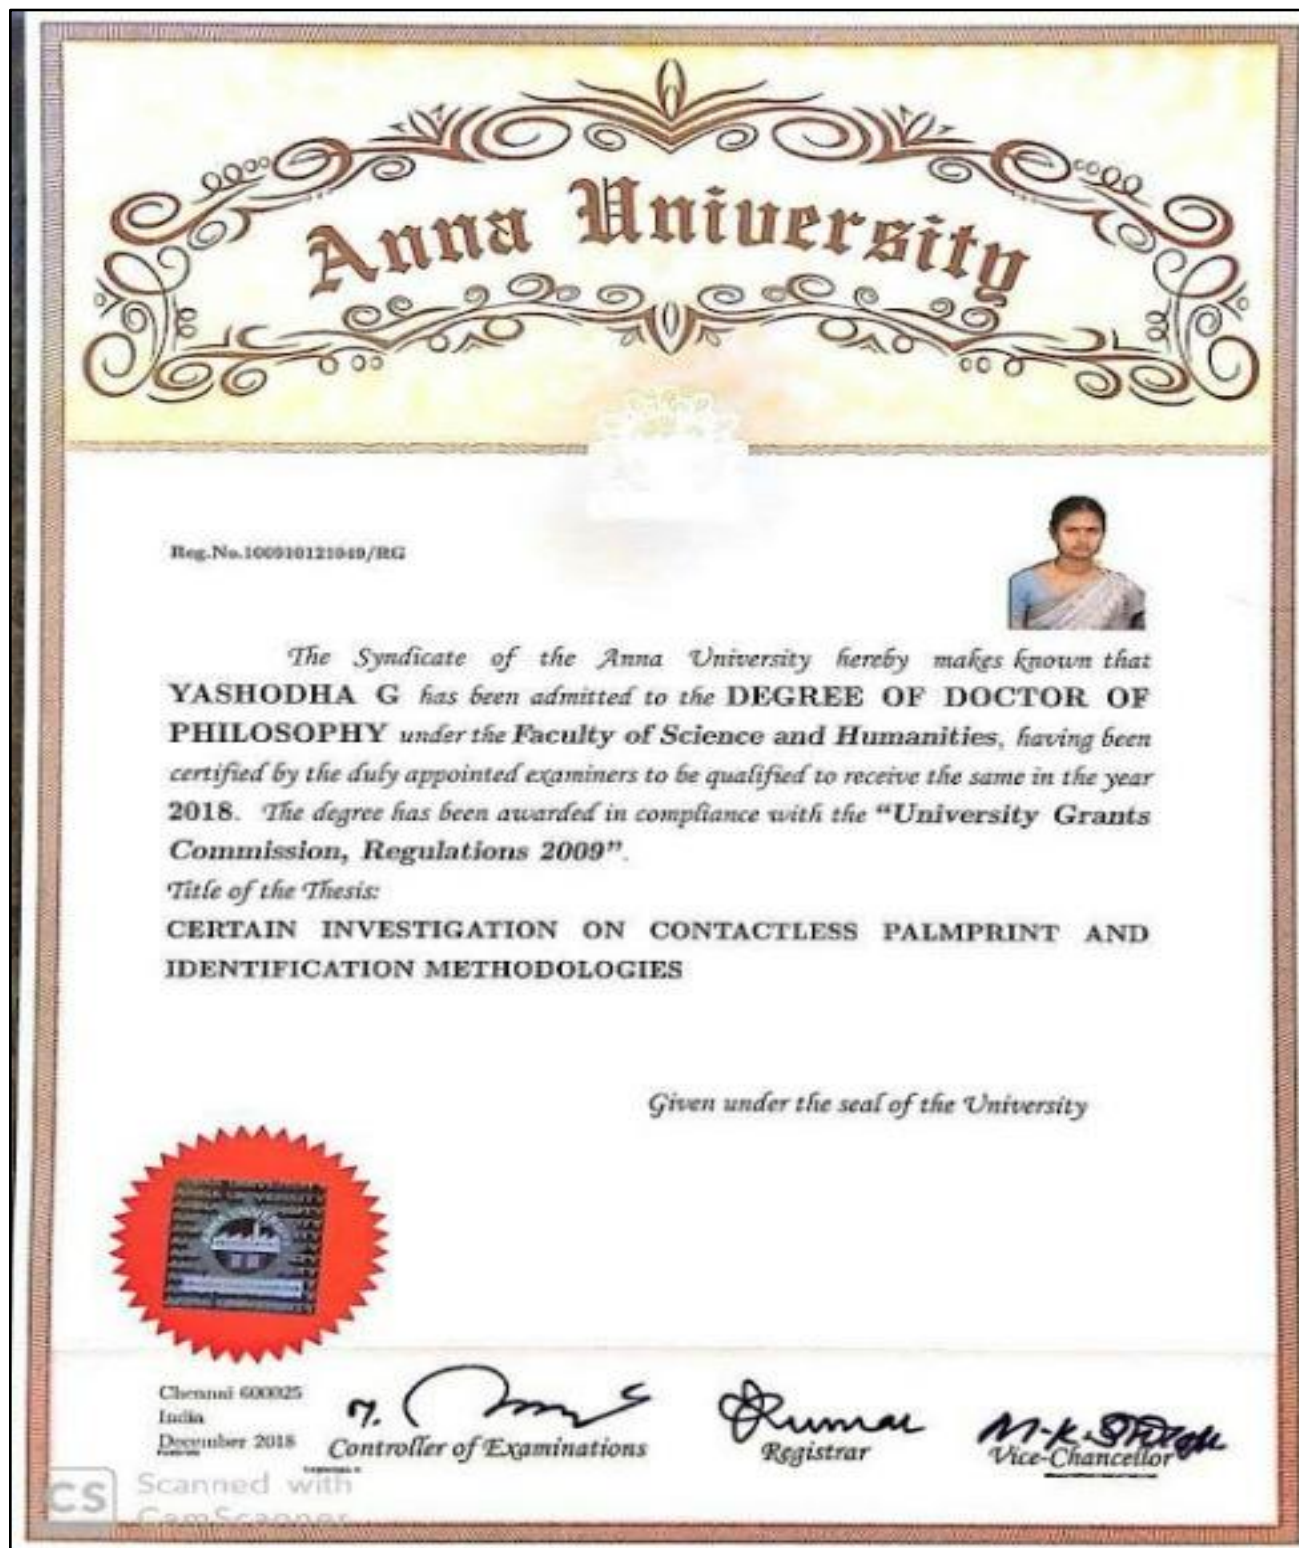 Anna University
Reg.No.100910121049/RG
The Syndicate of the Anna University hereby makes known that
YASHODHA G has been admitted to the DEGREE OF DOCTOR OF
PHILOSOPHY under the Faculty of Science and Humanities, having been
certified by the duly appointed examiners to be qualified to receive the same in the year
2018. The degree has been awarded in compliance with the “University Grants
Commission, Regulations 2009”.
Title of the Thesis:
CERTAIN INVESTIGATION ON CONTACTLESS PALMPRINT AND
IDENTIFICATION METHODOLOGIES
Given under the seal of the University
Chennai 600025
India
December 2018
Controller of Examinations
Registrar
Vice-Chancellor
CS Scanned with
CamScanner